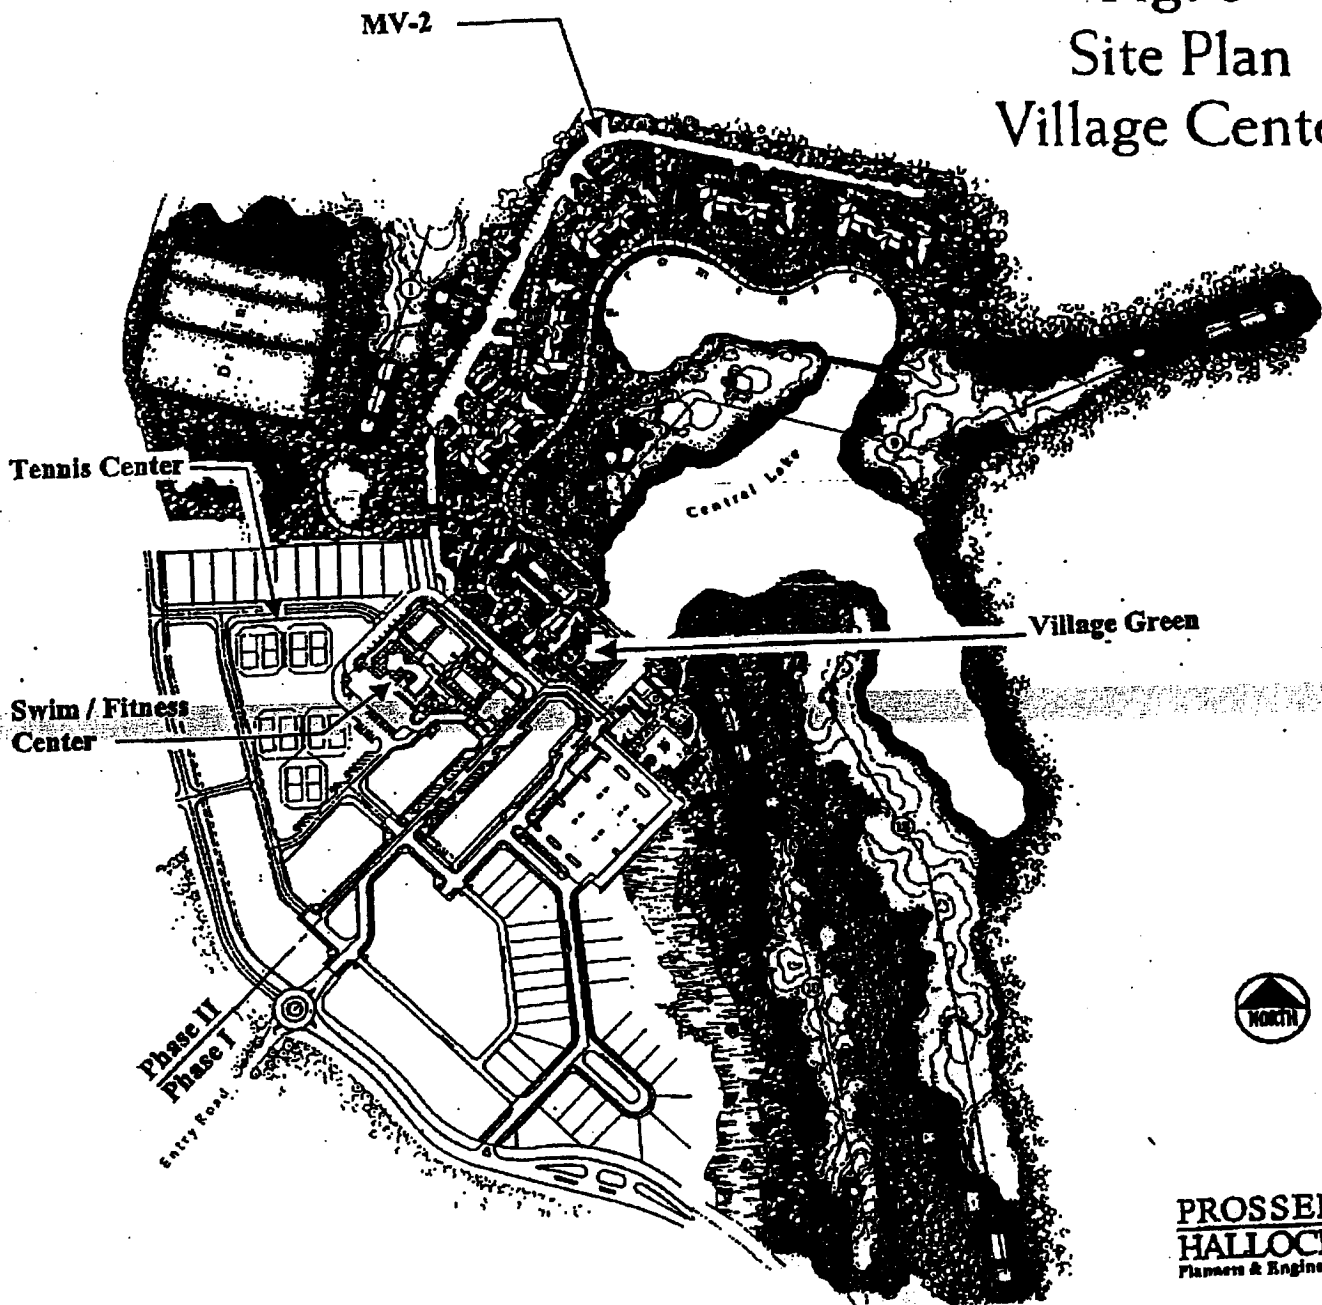 Site Plan
Village Cente
MV-2
Tennis Center
Central Lake
Village Green
Swim / Fitness
Center
Phase II
Phase I
Entry Road
NORTH
PROSSE
HALLOC
Planners & Engine